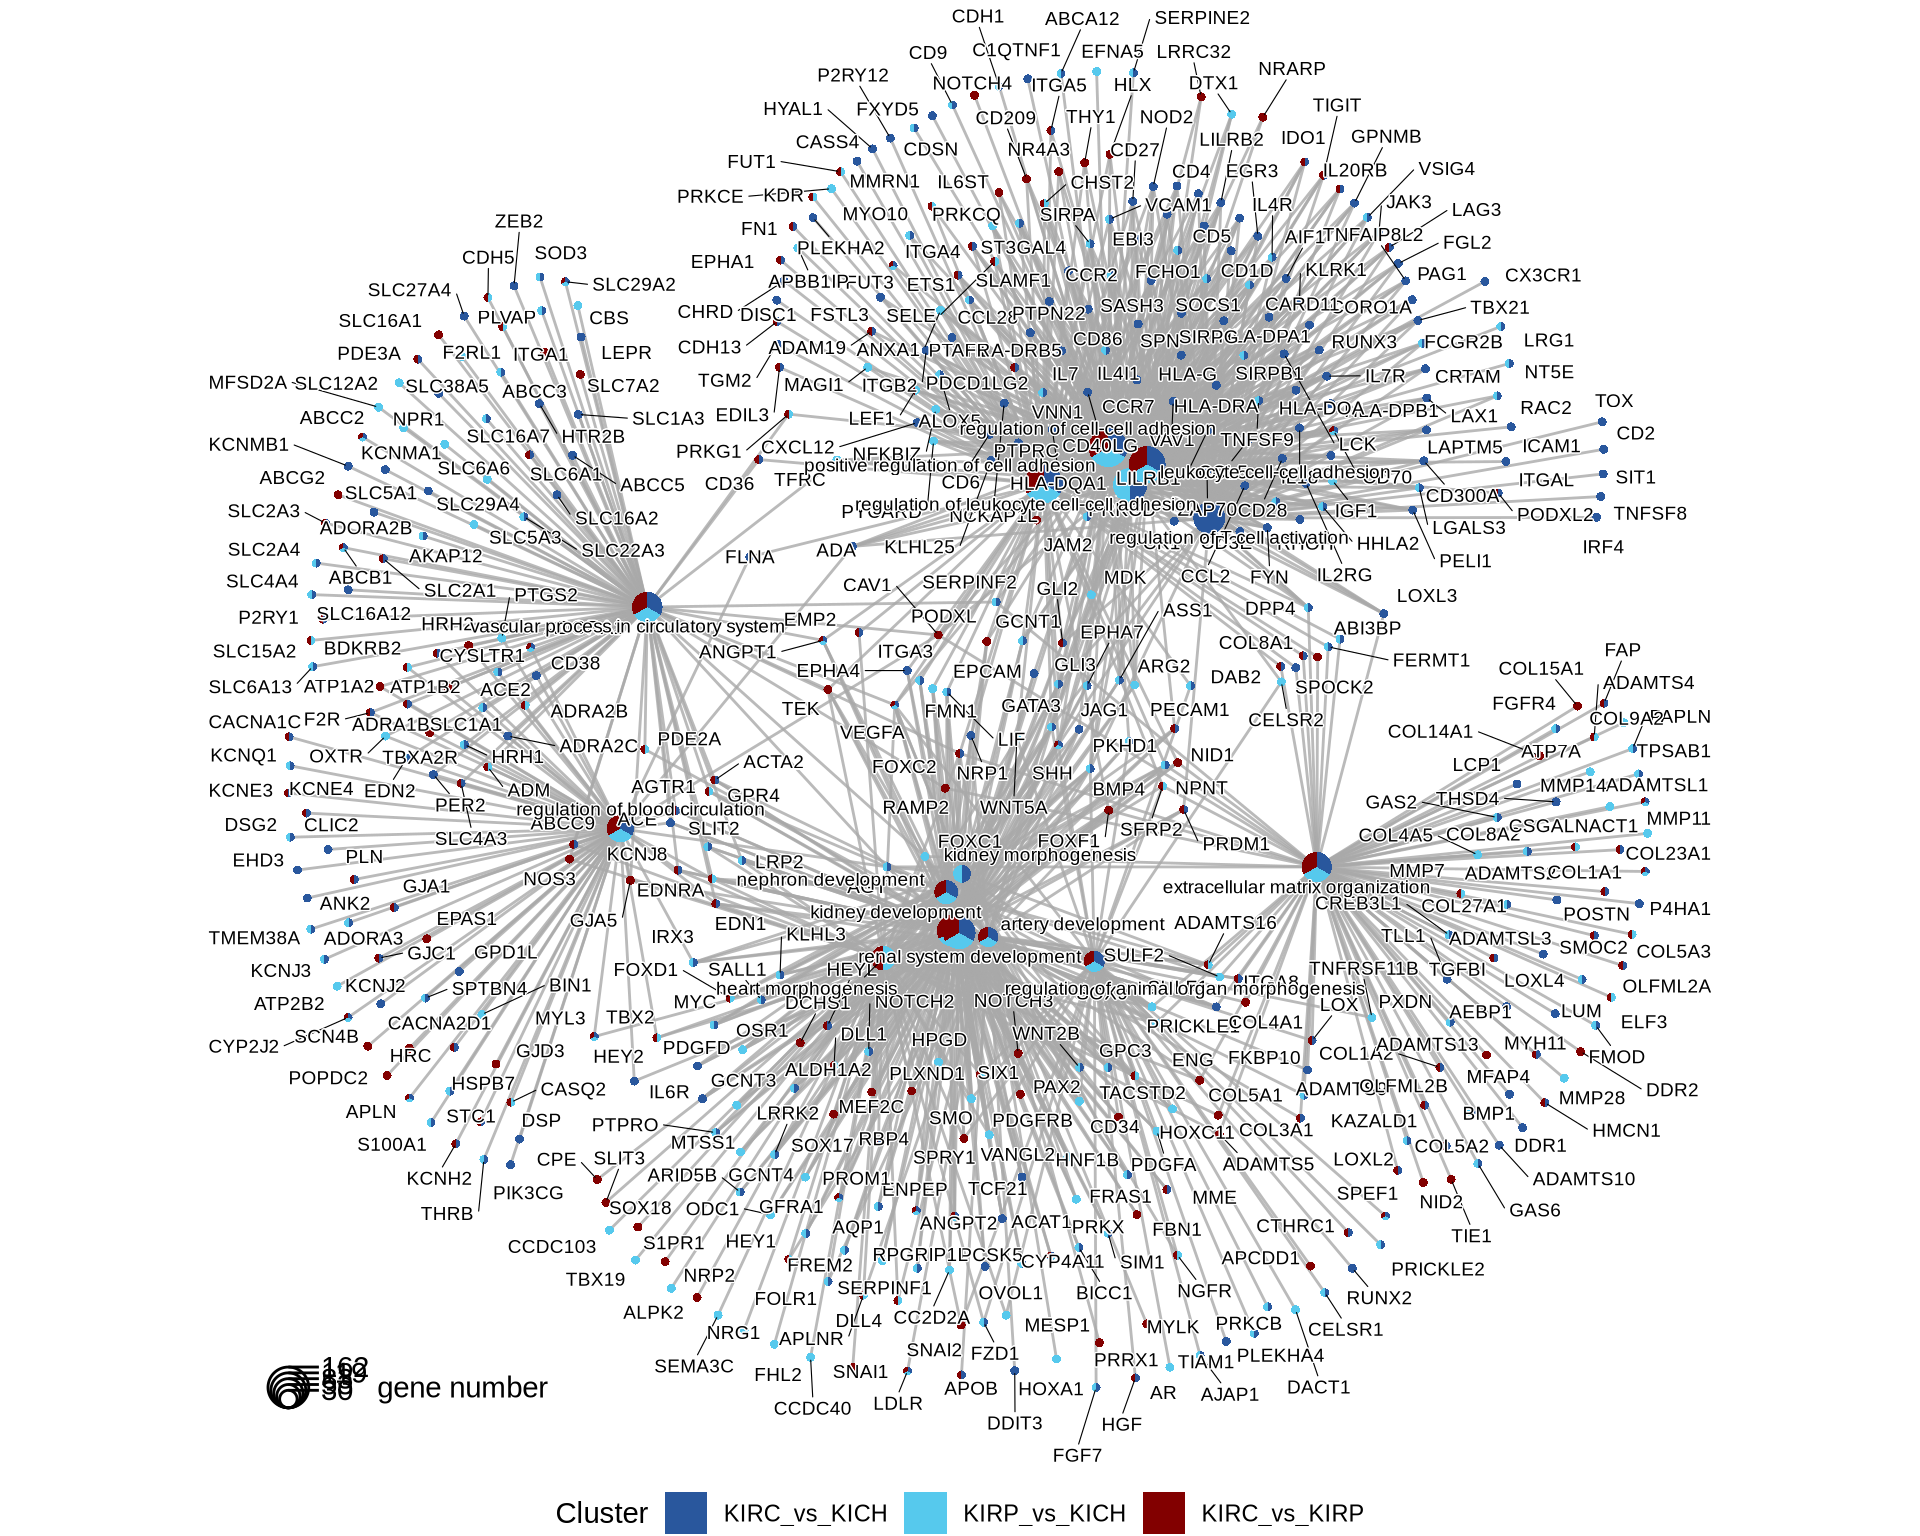 CDH1 ABCA12 SERPINE2
CD9 C1QTNF1 EFNA5 LRRC32
P2RY12 NOTCH4 ITGA5 HLX DTX1 NRARP
HYAL1 FXYD5 CD209 THY1 NOD2 TIGIT
CASS4 CDSN NR4A3 CD27 LILRB2 IDO1 GPNMB
FUT1 MMRN1 IL6ST CHST2 CD4 EGR3 IL20RB VSIG4
PRKCE KDR MYO10 PRKCQ SIRPA VCAM1 IL4R JAK3 LAG3
ZEB2 FN1 PLEKHA2 ITGA4 ST3GAL4 EBI3 CD5 AIF1 TNFAIP8L2 FGL2
CDH5 SOD3 EPHA1 APBB1IP FUT3 ETS1 SLAMF1 CCR2 FCHO1 CD1D KLRK1 PAG1 CX3CR1
SLC27A4 SLC29A2 CHRD DISC1 FSTL3 SELE CCL28 PTPN22 SASH3 SOCS1 CARD11 CORO1A TBX21
SLC16A1 PLVAP CBS CDH13 ADAM19 ANXA1 CD86 SPN RUNX3 FCGR2B LRG1
PDE3A F2RL1 ITGA1 LEPR TGM2 MAGI1 ITGB2 PDCD1LG2 IL7 IL4I1 HLA-G SIRPB1 IL7R CRTAM NT5E
MFSD2A SLC12A2 SLC38A5 ABCC3 SLC7A2 EDIL3 LEF1 ALOX5 VNN1 CCR7 HLA-DRA LAX1 RAC2 TOX
ABCC2 NPR1 SLC1A3 regulation of cell-cell adhesion
KCNMB1 KCNMA1 SLC16A7 HTR2B PRKG1 CXCL12 NFKBIZ PTPRC CD40LG VAV1 TNFSF9 LCK LAPTM5 ICAM1 CD2
ABCG2 SLC6A6 SLC6A1 ABCC5 CD36 TFRC positive regulation of cell adhesion leukocyte cell-cell adhesion
SLC5A1 SLC29A4 SLC16A2 CD6 HLA-DQA1 CD70 CD300A ITGAL SIT1
SLC2A3 ADORA2B SLC5A3 regulation of leukocyte cell-cell adhesion CD28 IGF1 LGALS3 PODXL2 TNFSF8
SLC2A4 AKAP12 SLC22A3 FLNA ADA KLHL25 JAM2 regulation of T cell activation HHLA2 PELI1 IRF4
SLC4A4 ABCB1 SLC2A1 PTGS2 CAV1 SERPINF2 GLI2 MDK CCL2 FYN IL2RG LOXL3
P2RY1 SLC16A12 vascular process in circulatory system EMP2 PODXL GCNT1 EPHA7 ASS1 DPP4 ABI3BP
SLC15A2 BDKRB2 CYSLTR1 CD38 ANGPT1 ITGA3 COL8A1 FERMT1 FAP
SLC6A13 ATP1A2 ATP1B2 ACE2 EPHA4 EPCAM GLI3 ARG2 DAB2 SPOCK2 COL15A1 ADAMTS4
CACNA1C F2R ADRA1B SLC1A1 ADRA2B TEK FMN1 GATA3 JAG1 PECAM1 CELSR2 FGFR4 COL9A2 PAPLN
KCNQ1 OXTR TBXA2R HRH1 ADRA2C PDE2A VEGFA LIF PKHD1 NID1 COL14A1 ATP7A TPSAB1
KCNE3 KCNE4 EDN2 ADM AGTR1 ACTA2 FOXC2 NRP1 SHH BMP4 NPNT LCP1 MMP14 ADAMTSL1
DSG2 CLIC2 PER2 regulation of blood circulation GPR4 RAMP2 WNT5A SFRP2 GAS2 THSD4 MMP11
EHD3 PLN SLC4A3 ABCC9 ACE SLIT2 FOXC1 FOXF1 PRDM1 COL4A5 COL8A2 CSGALNACT1 COL23A1
KCNJ8 LRP2 kidney morphogenesis MMP7 COL1A1
ANK2 GJA1 NOS3 EDNRA nephron development extracellular matrix organization P4HA1
TMEM38A ADORA3 EPAS1 GJA5 EDN1 kidney development artery development ADAMTS16 CREB3L1 COL27A1 POSTN
KCNJ3 GJC1 GPD1L IRX3 KLHL3 renal system development SULF2 TLL1 ADAMTSL3 SMOC2 COL5A3
ATP2B2 KCNJ2 SPTBN4 BIN1 FOXD1 SALL1 HEYL ITGA8 TNFRSF11B TGFBI LOXL4 OLFML2A
heart morphogenesis regulation of animal organ morphogenesis
CYP2J2 SCN4B CACNA2D1 MYL3 TBX2 MYC DCHS1 NOTCH2 NOTCH3 LOX PXDN AEBP1 LUM ELF3
POPDC2 HRC GJD3 HEY2 PDGFD OSR1 DLL1 HPGD WNT2B PRICKLE1 COL4A1 COL1A2 ADAMTS13 MYH11 FMOD
APLN HSPB7 CASQ2 IL6R GCNT3 ALDH1A2 PLXND1 SIX1 GPC3 ENG FKBP10 OLFML2B MFAP4 DDR2
S100A1 STC1 DSP PTPRO LRRK2 MEF2C SMO PAX2 TACSTD2 COL5A1 KAZALD1 BMP1 MMP28 HMCN1
KCNH2 CPE SLIT3 MTSS1 SOX17 RBP4 PDGFRB CD34 HOXC11 COL3A1 COL5A2 DDR1
THRB PIK3CG ARID5B GCNT4 PROM1 SPRY1 VANGL2 HNF1B PDGFA ADAMTS5 LOXL2 ADAMTS10
SOX18 ODC1 GFRA1 ENPEP TCF21 FRAS1 MME SPEF1 NID2 GAS6
CCDC103 S1PR1 HEY1 AQP1 ANGPT2 ACAT1 PRKX FBN1 CTHRC1 TIE1
TBX19 NRP2 FREM2 RPGRIP1L PCSK5 CYP4A11 SIM1 APCDD1 PRICKLE2
ALPK2 FOLR1 SERPINF1 OVOL1 BICC1 NGFR RUNX2
NRG1 APLNR DLL4 CC2D2A MESP1 MYLK PRKCB CELSR1
SEMA3C FHL2 SNAI1 SNAI2 FZD1 PRRX1 TIAM1 PLEKHA4
CCDC40 LDLR APOB HOXA1 AR AJAP1 DACT1
DDIT3 HGF
FGF7
162
gene number
Cluster KIRC_vs_KICH KIRP_vs_KICH KIRC_vs_KIRP